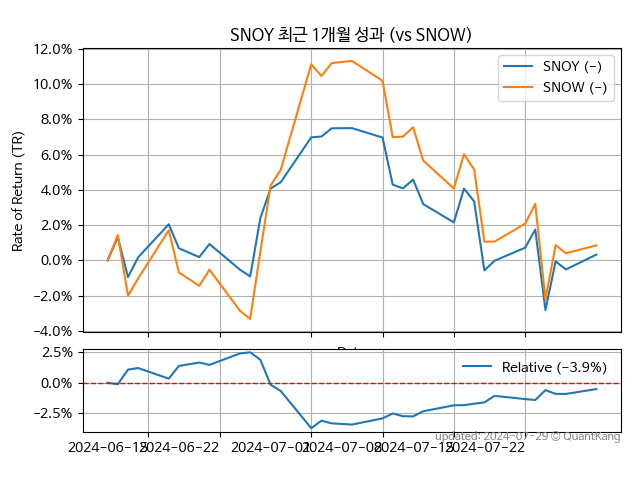 SNOY 최근 1개월 성과 (vs SNOW)
12.0%
10.0%
8.0%
6.0%
4.0%
2.0%
0.0%
−2.0%
−4.0%
Rate of Return (TR)
SNOY (-)
SNOW (-)
2.5%
0.0%
−2.5%
Relative (-3.9%)
updated: 2024-07-29 © QuantKang
2024-06-15 2024-06-22 2024-07-01 2024-07-08 2024-07-15 2024-07-22